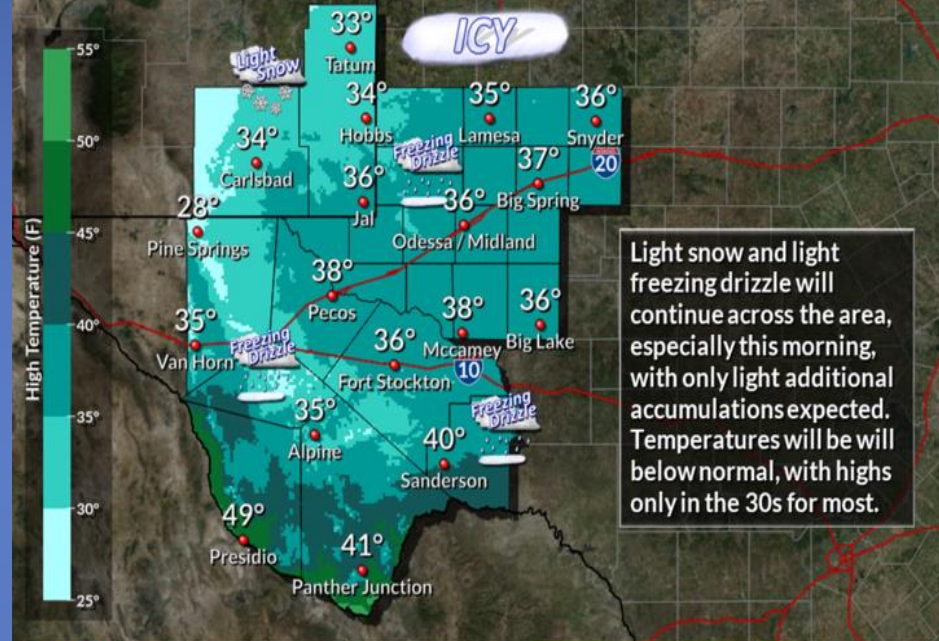 ICY
33°
Tatum
Light
Snow
34°
Hobbs
35°
Lamesa
36°
Snyder
20
34°
Carlsbad
Freezing
Drizzle
37°
Big Spring
36°
Jal
36°
Odessa / Midland
28°
Pine Springs
38°
Pecos
35°
Van Horn
Freezing
Drizzle
36°
Fort Stockton
38°
Mccamey
36°
Big Lake
10
Freezing
Drizzle
35°
Alpine
40°
Sanderson
49°
Presidio
41°
Panther Junction
High Temperature (F)
55°
50°
45°
40°
35°
30°
25°
Light snow and light
freezing drizzle will
continue across the area,
especially this morning,
with only light additional
accumulations expected.
Temperatures will be will
below normal, with highs
only in the 30s for most.